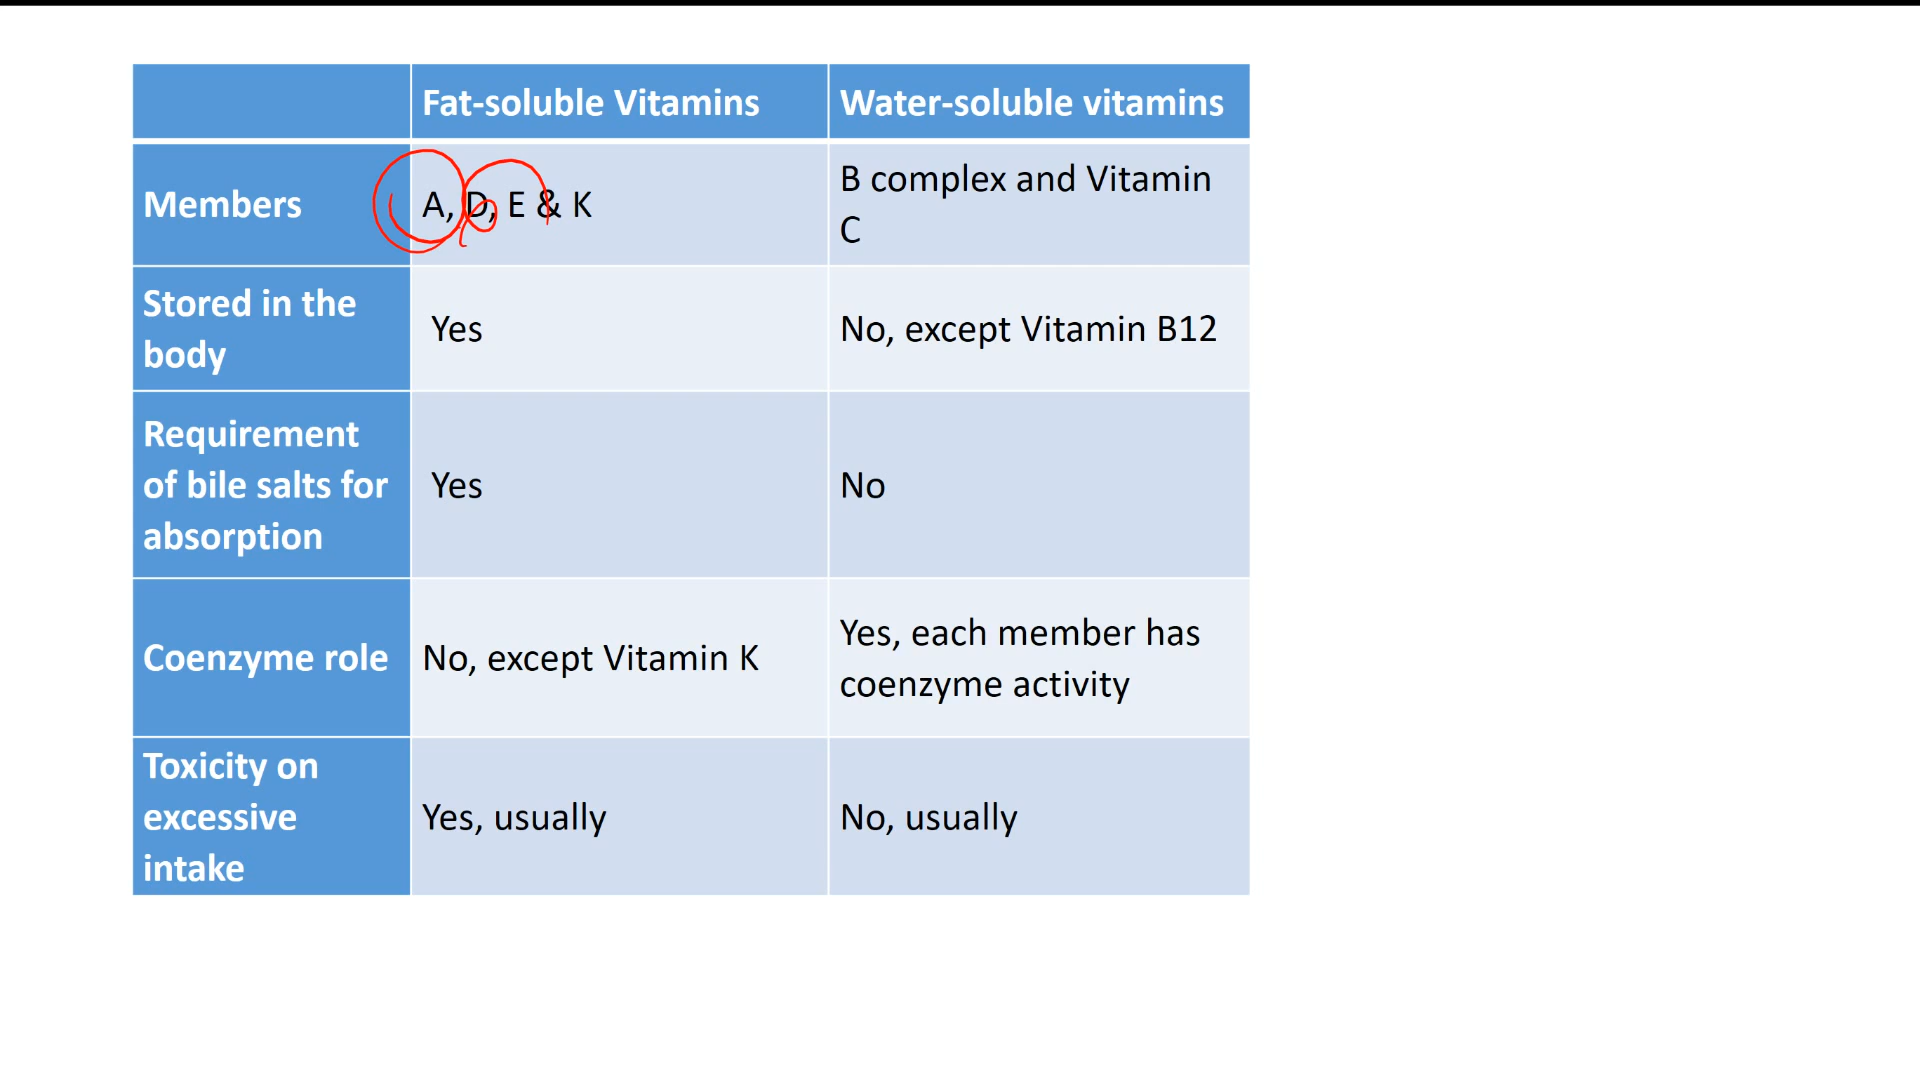 Fat-soluble Vitamins
Water-soluble vitamins
Members
A, D, E & K
B complex and Vitamin
C
Stored in the
body
Yes
No, except Vitamin B12
Requirement
of bile salts for
absorption
Yes
No
Coenzyme role
No, except Vitamin K
Yes, each member has
coenzyme activity
Toxicity on
excessive
intake
Yes, usually
No, usually